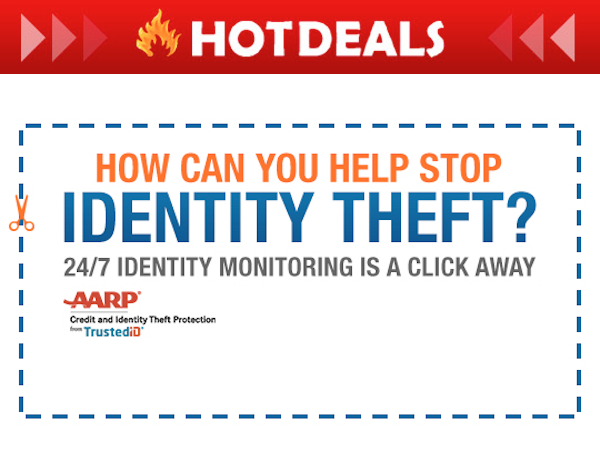 HOTDEALS
HOW CAN YOU HELP STOP
IDENTITY THEFT?
24/7 IDENTITY MONITORING IS A CLICK AWAY
AARP®
Credit and Identity Theft Protection
from TrustedID®